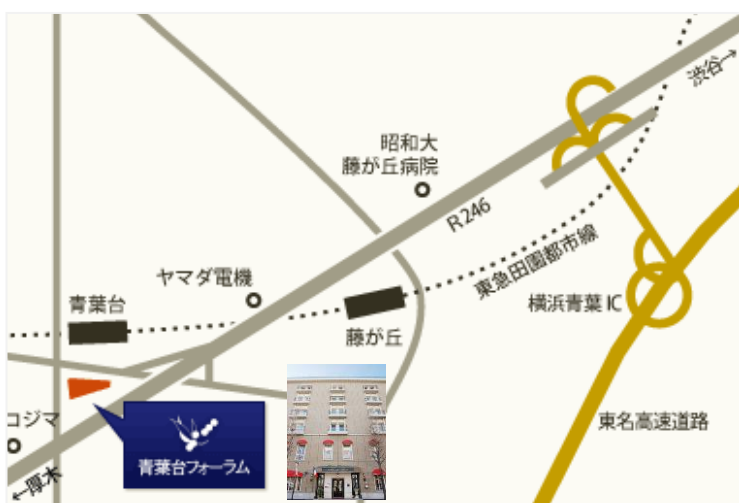 渋谷→
昭和大
藤が丘病院
R246
東急田園都市線
ヤマダ電機
青葉台
藤が丘
横浜青葉IC
コジマ
東名高速道路
青葉台フォーラム
←厚木